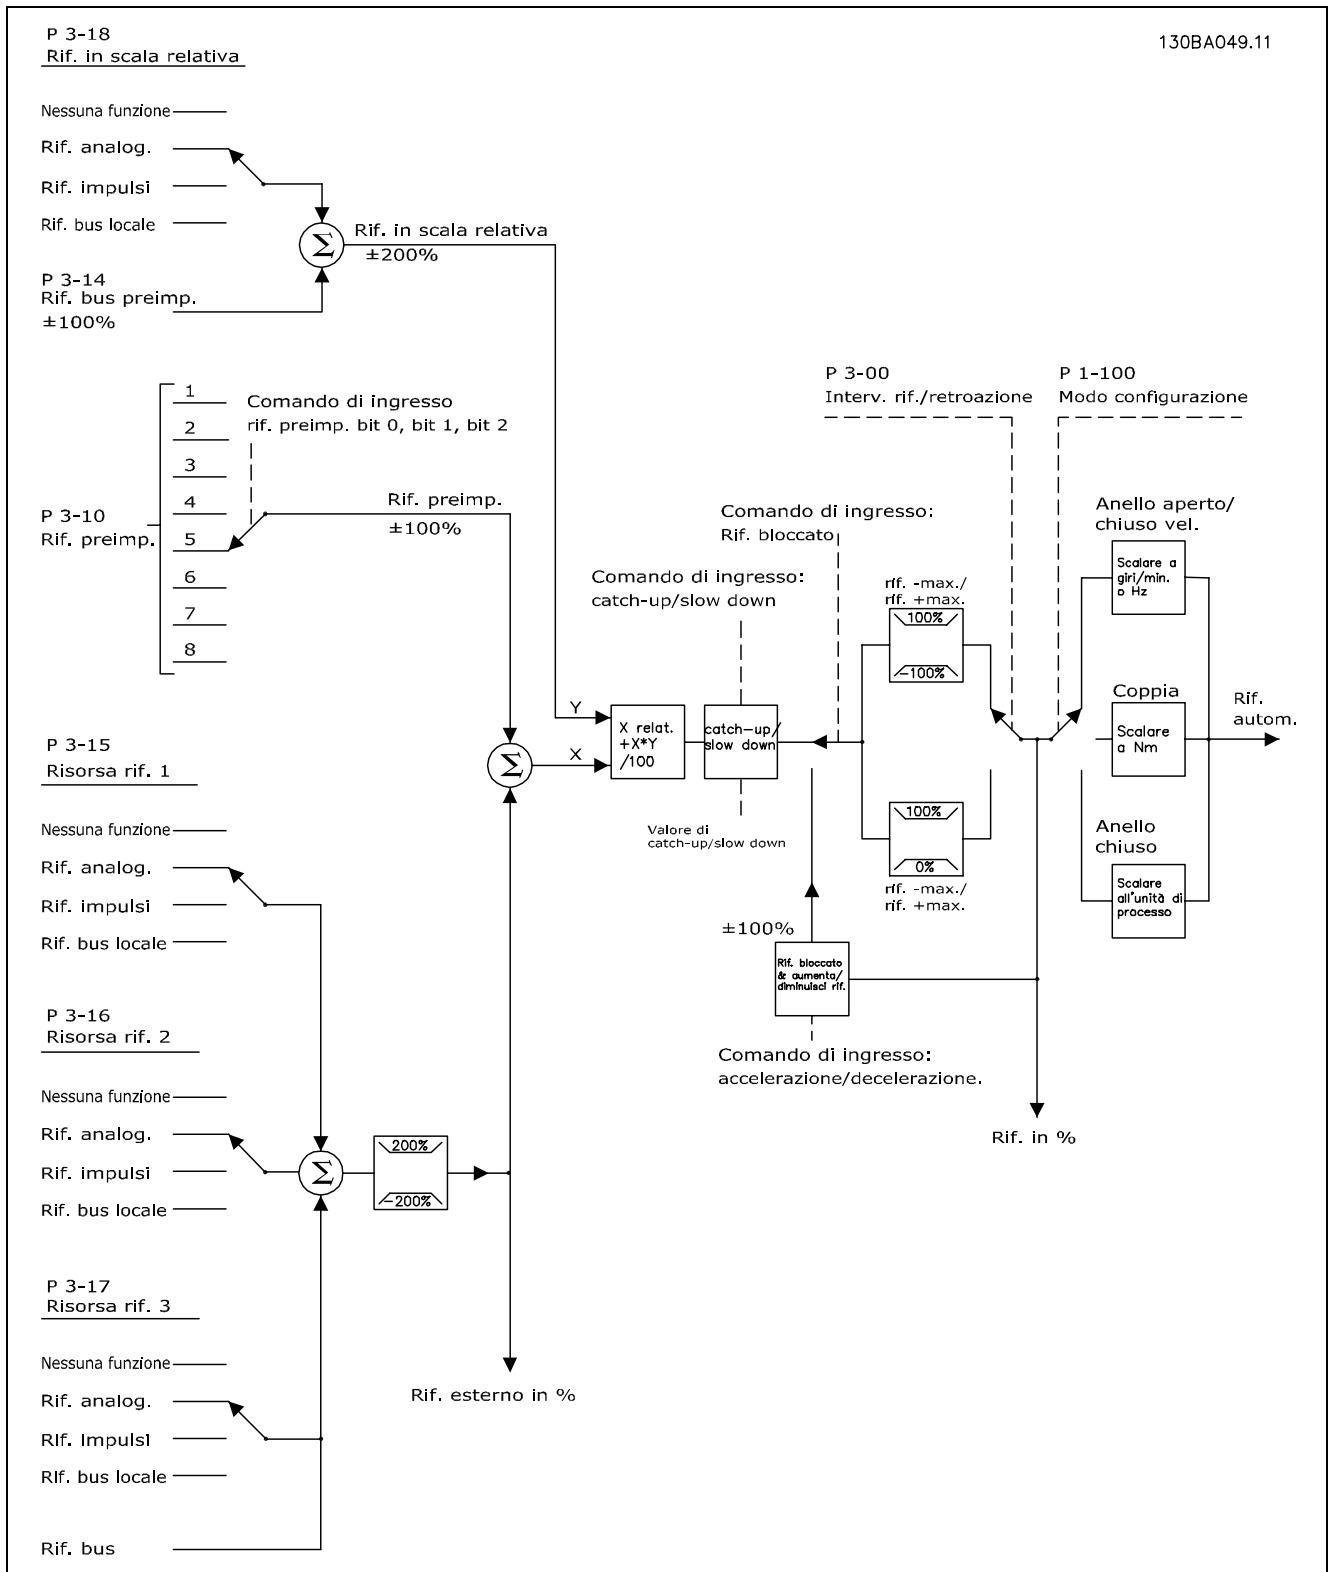 P 3-18
Rif. in scala relativa
130BA049.11
Nessuna funzione
Rif. analog.
Rif. impulsi
Rif. bus locale
Rif. in scala relativa
±200%
P 3-14
Rif. bus preimp.
±100%
P 3-10
Rif. preimp.
1
2
3
4
5
6
7
8
Comando di ingresso
rif. preimp. bit 0, bit 1, bit 2
Rif. preimp.
±100%
P 3-00
Interv. rif./retroazione
P 1-100
Modo configurazione
Comando di ingresso:
Rif. bloccato
Comando di ingresso:
catch-up/slow down
rif. -max./
rif. +max.
100%
-100%
Anello aperto/
chiuso vel.
Scalare a
giri/min.
o Hz
Y
X
X relat.
+X*Y
/100
catch-up/
slow down
Valore di
catch-up/slow down
100%
0%
rif. -max./
rif. +max.
Coppia
Scalare
a Nm
Rif.
autom.
Anello
chiuso
Scalare
all'unità di
processo
±100%
Rif. bloccato
& aumenta/
diminuisci rif.
Comando di ingresso:
accelerazione/decelerazione.
Rif. in %
P 3-15
Risorsa rif. 1
Σ
Σ
Nessuna funzione
Rif. analog.
Rif. impulsi
Rif. bus locale
P 3-16
Risorsa rif. 2
Nessuna funzione
Rif. analog.
Rif. impulsi
Rif. bus locale
Σ
200%
-200%
P 3-17
Risorsa rif. 3
Nessuna funzione
Rif. analog.
RIf. Impulsi
RIf. bus locale
Rif. bus
Rif. esterno in %